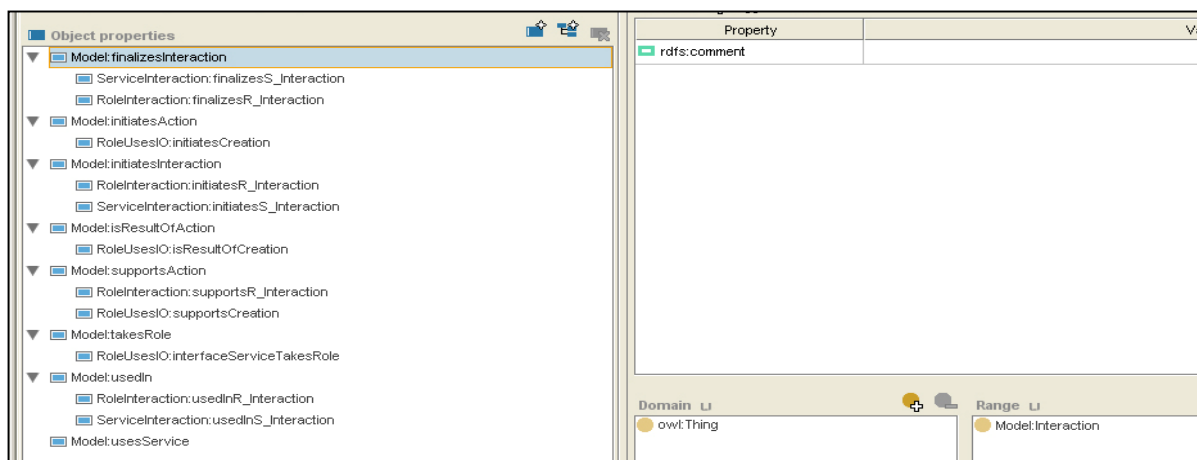 Object properties
Model:finalizesInteraction
ServiceInteraction:finalizesS_Interaction
RoleInteraction:finalizesR_Interaction
Model:initiatesAction
RoleUsesIO:initiatesCreation
Model:initiatesInteraction
RoleInteraction:initiatesR_Interaction
ServiceInteraction:initiatesS_Interaction
Model:isResultOfAction
RoleUsesIO:isResultOfCreation
Model:supportsAction
RoleInteraction:supportsR_Interaction
RoleUsesIO:supportsCreation
Model:takesRole
RoleUsesIO:interfaceServiceTakesRole
Model:usedIn
RoleInteraction:usedInR_Interaction
ServiceInteraction:usedInS_Interaction
Model:usesService
Property
rdfs:comment
Domain
owl:Thing
Range
Model:Interaction